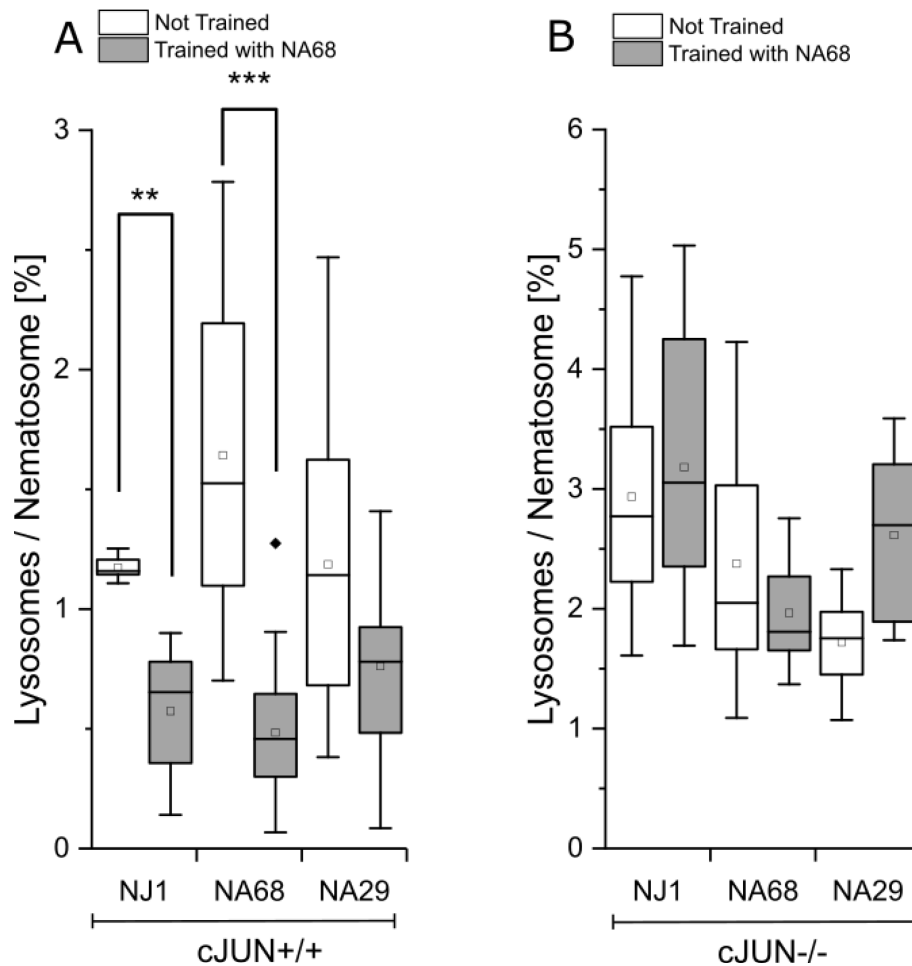 A
Not Trained
Trained with NA68
**
***
Lysosomes / Nematosome [%]
3
2
1
0
NJ1 NA68 NA29
cJUN+/+
B
Not Trained
Trained with NA68
Lysosomes / Nematosome [%]
6
5
4
3
2
1
0
NJ1 NA68 NA29
cJUN-/-